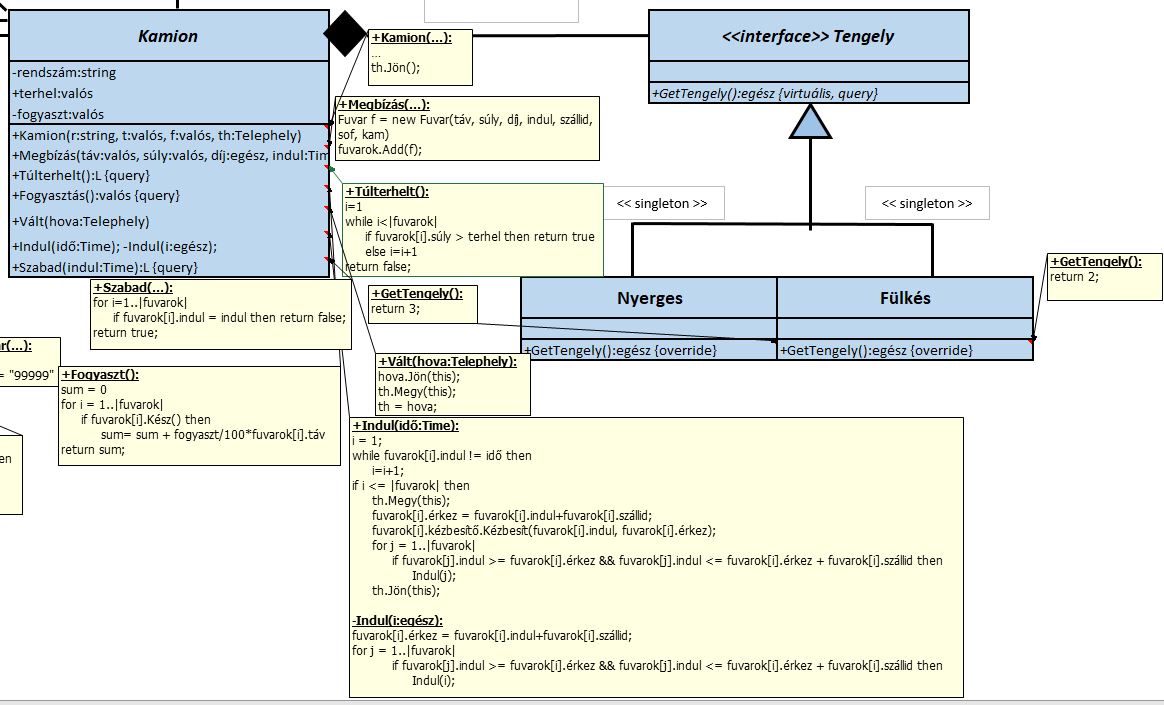 Kamion
-rendszám:string
+terhel:valós
-fogyaszt:valós
+Kamion(r:string, t:valós, f:valós, th:Telephely)
+Megbízás(táv:valós, súly:valós, díj:egész, indul:Tim
+Túlterhelt():L {query}
+Fogyasztás():valós {query}
+Vált(hova:Telephely)
+Indul(idő:Time); -Indul(i:egész);
+Szabad(indul:Time):L {query}
+Kamion(...):
...
th.Jön();
+Megbízás(...):
Fuvar f = new Fuvar(táv, súly, díj, indul, szállid,
sof, kam)
fuvarok.Add(f);
+Túlterhelt():
i=1
while i<|fuvarok|
if fuvarok[i].súly > terhel then return true
else i=i+1
return false;
<<interface>> Tengely
+GetTengely():egész {virtuális, query}
<< singleton >>
<< singleton >>
Nyerges
+GetTengely():egész {override}
Fülkés
+GetTengely():egész {override}
+GetTengely():
return 2;
+GetTengely():
return 3;
+Szabad(...):
for i=1..|fuvarok|
if fuvarok[i].indul = indul then return false;
return true;
r(...):
= "99999"
en
+Fogyaszt():
sum = 0
for i = 1..|fuvarok|
if fuvarok[i].Kész() then
sum= sum + fogyaszt/100*fuvarok[i].táv
return sum;
+Vált(hova:Telephely):
hova.Jön(this);
th.Megy(this);
th = hova;
+Indul(idő:Time):
i = 1;
while fuvarok[i].indul != idő then
i=i+1;
if i <= |fuvarok| then
th.Megy(this);
fuvarok[i].érkez = fuvarok[i].indul+fuvarok[i].szállid;
fuvarok[i].kézbesítő.Kézbesít(fuvarok[i].indul, fuvarok[i].érkez);
for j = 1..|fuvarok|
if fuvarok[j].indul >= fuvarok[i].érkez && fuvarok[j].indul <= fuvarok[i].érkez + fuvarok[i].szállid then
Indul(j);
th.Jön(this);
-Indul(i:egész):
fuvarok[i].érkez = fuvarok[i].indul+fuvarok[i].szállid;
for j = 1..|fuvarok|
if fuvarok[j].indul >= fuvarok[i].érkez && fuvarok[j].indul <= fuvarok[i].érkez + fuvarok[i].szállid then
Indul(i);